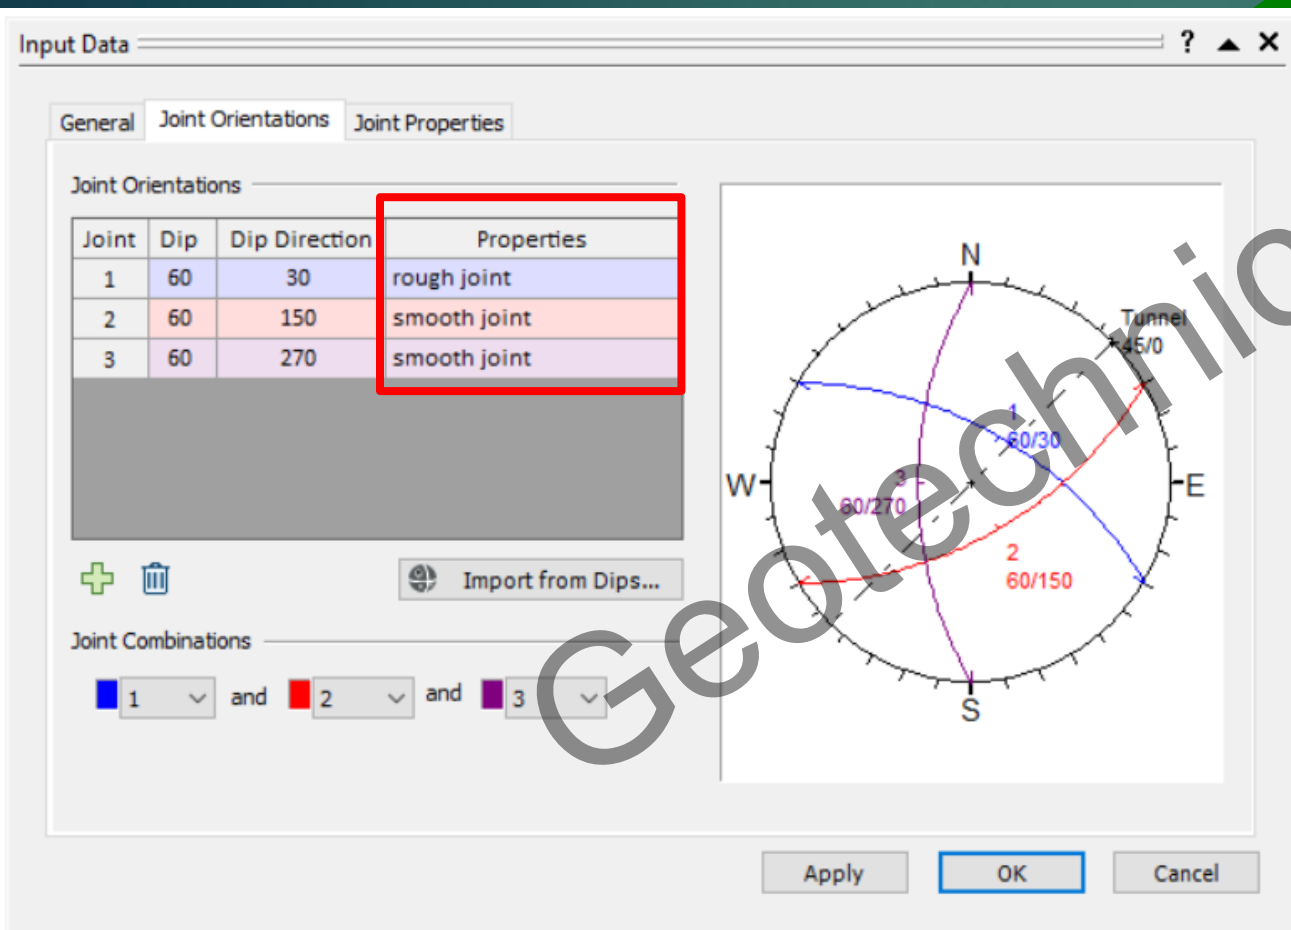 Input Data
?
General Joint Orientations Joint Properties
Joint Orientations
Joint Dip Dip Direction Properties
1 60 30 rough joint
2 60 150 smooth joint
3 60 270 smooth joint
Import from Dips...
Joint Combinations
1 and 2 and 3
N
Tunnel
45/0
1
60/30
W
E
3
60/270
2
60/150
S
Apply OK Cancel
Geotechnic